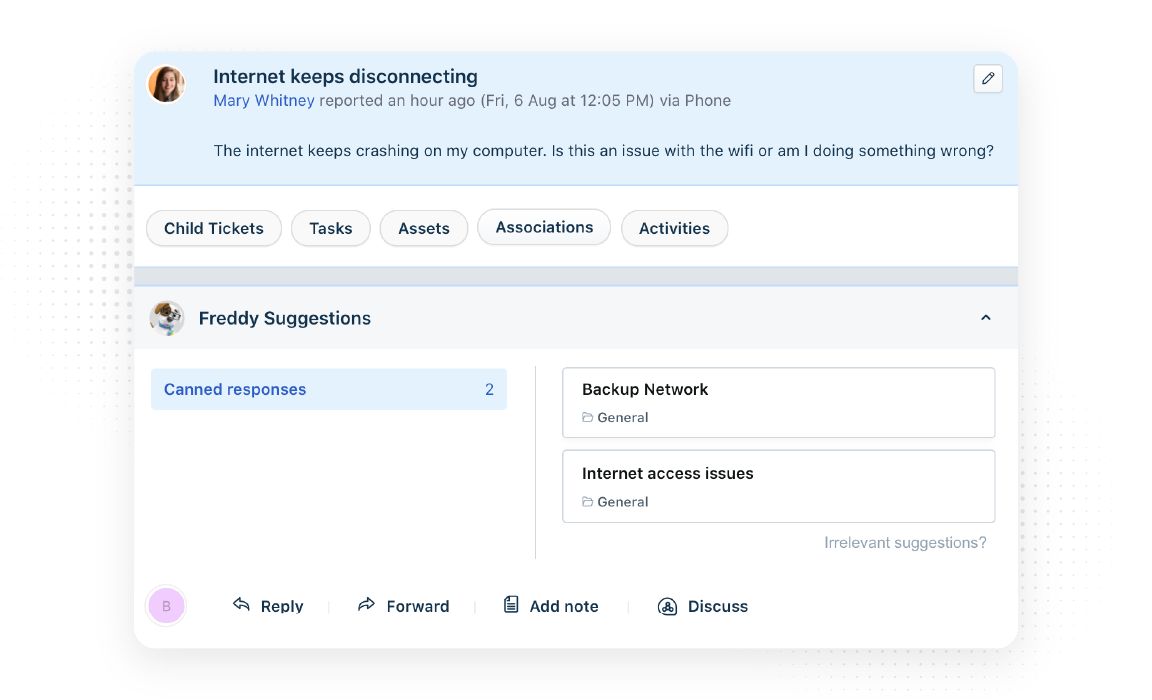 Internet keeps disconnecting
Mary Whitney reported an hour ago (Fri, 6 Aug at 12:05 PM) via Phone
The internet keeps crashing on my computer. Is this an issue with the wifi or am I doing something wrong?
Child Tickets
Tasks
Assets
Associations
Activities
Freddy Suggestions
Canned responses
2
Backup Network
General
Internet access issues
General
Irrelevant suggestions?
B
Reply
Forward
Add note
Discuss